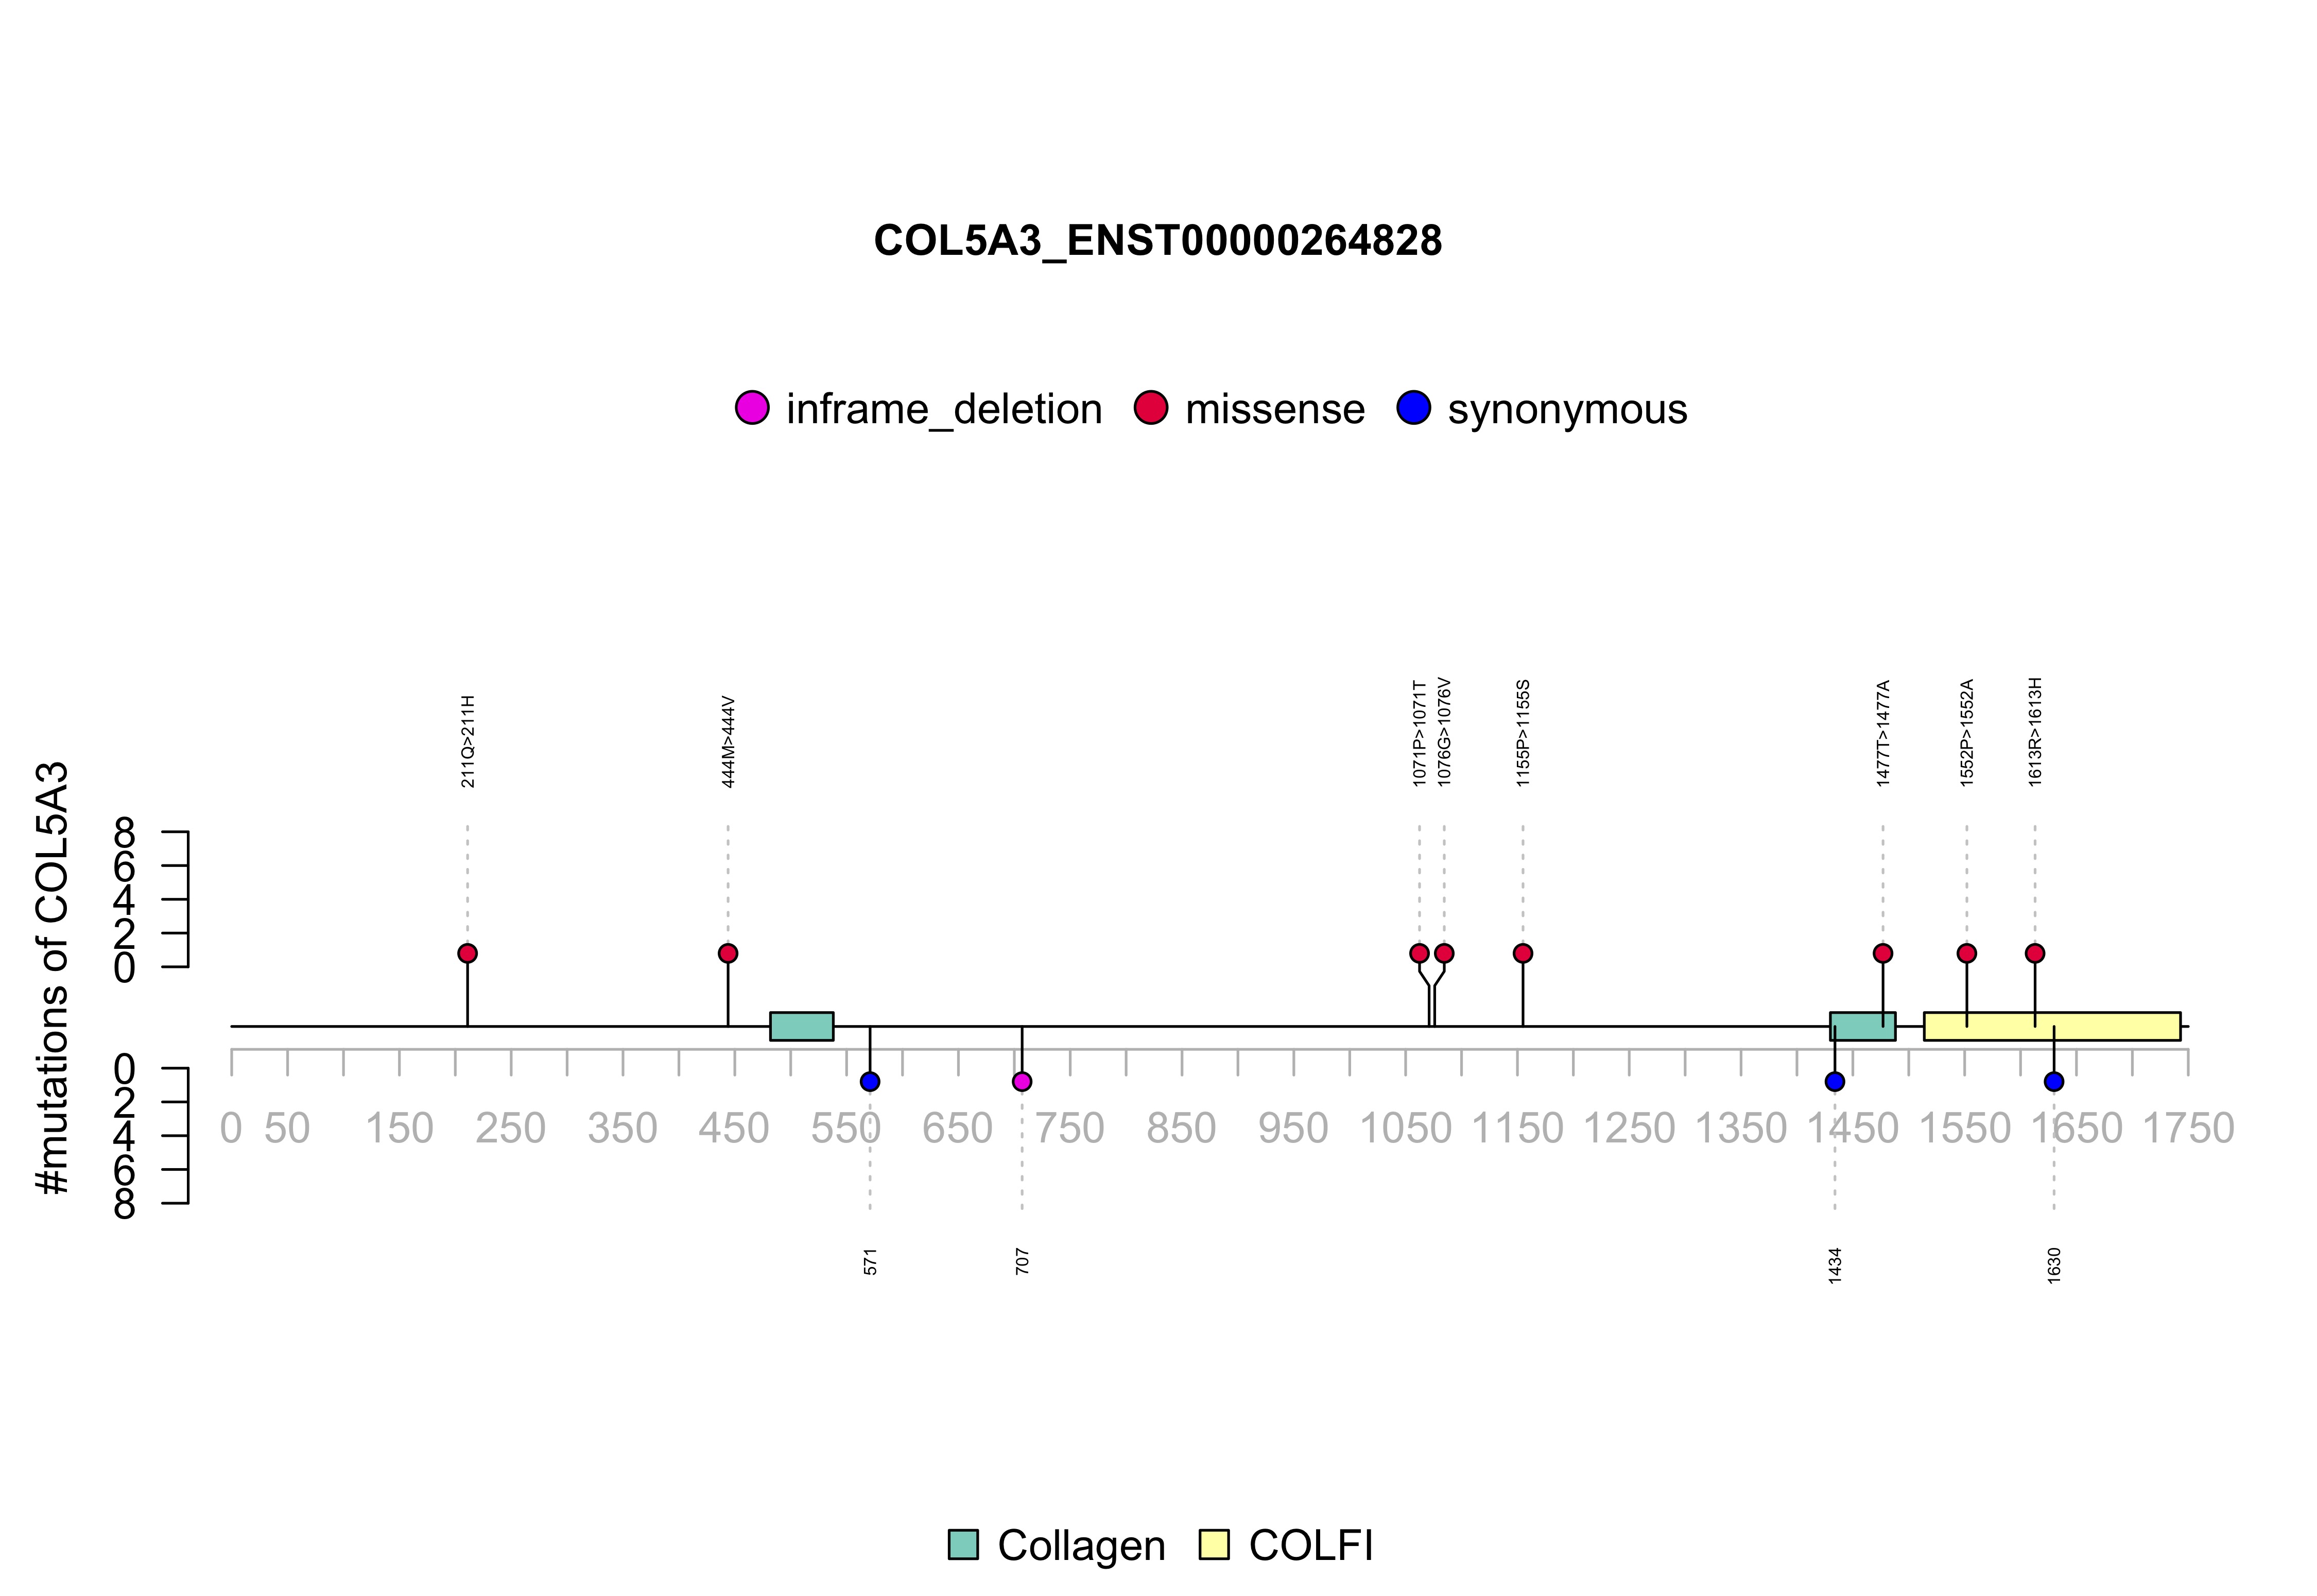 COL5A3_ENST00000264828
inframe_deletion missense synonymous
211Q>211H 444M>444V 1071P>1071T 1076G>1076V 1155P>1155S 1477T>1477A 1552P>1552A 1613R>1613H
#mutations of COL5A3
8
6
4
2
0
0
2
4
6
8
0 50 150 250 350 450 550 650 750 850 950 1050 1150 1250 1350 1450 1550 1650 1750
571 707 1434 1630
Collagen COLFI